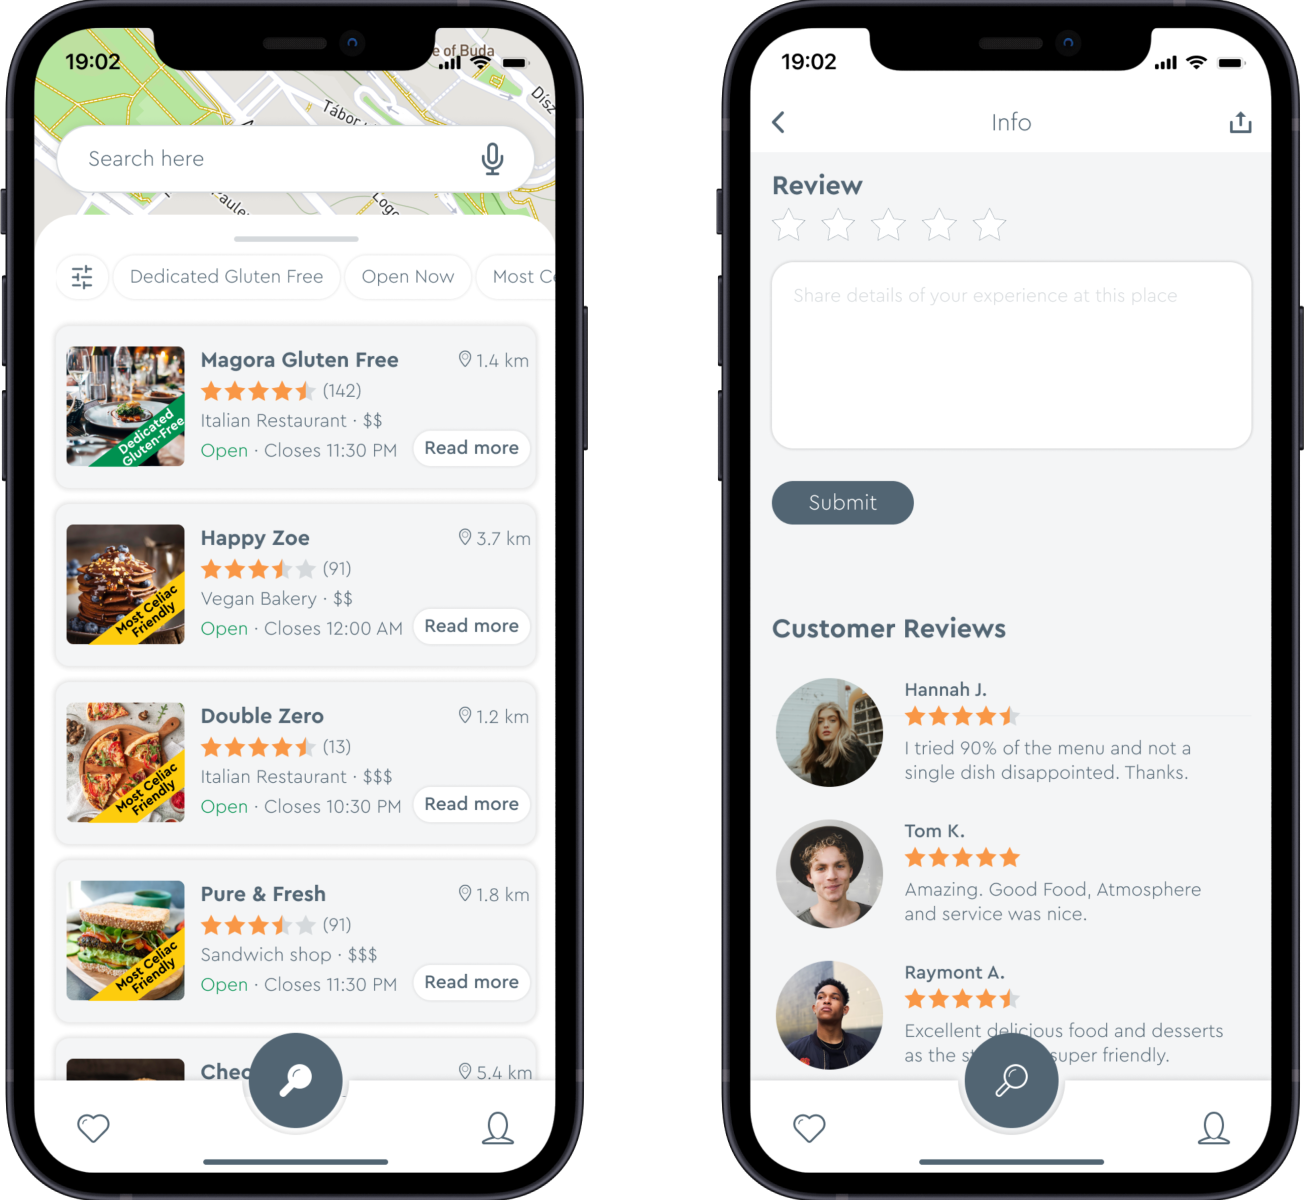 19:02
e of Buda
Tábor
Dísz
Search here
Paule
Logo
Dedicated Gluten Free
Open Now
Most C
Magora Gluten Free
1.4 km
(142)
Italian Restaurant · $$
Open · Closes 11:30 PM
Read more
Dedicated
Gluten-Free
Happy Zoe
3.7 km
(91)
Vegan Bakery · $$
Open · Closes 12:00 AM
Read more
Most Celiac
Friendly
Double Zero
1.2 km
(13)
Italian Restaurant · $$$
Open · Closes 10:30 PM
Read more
Most Celiac
Friendly
Pure & Fresh
1.8 km
(91)
Sandwich shop · $$$
Open · Closes 11:30 PM
Read more
Most Celiac
Friendly
5.4 km
19:02
Info
Review
Share details of your experience at this place
Submit
Customer Reviews
Hannah J.
I tried 90% of the menu and not a
single dish disappointed. Thanks.
Tom K.
Amazing. Good Food, Atmosphere
and service was nice.
Raymont A.
Excellent delicious food and desserts
as the st super friendly.